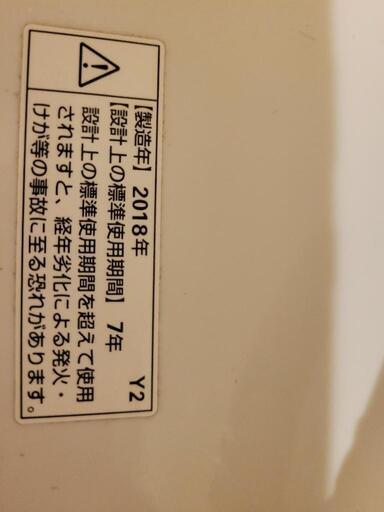 【製造年】 2018年
【設計上の標準使用期間】 7年 Y2
設計上の標準使用期間を超えて使用
されますと、経年劣化による発火・
けが等の事故に至る恐れがあります。